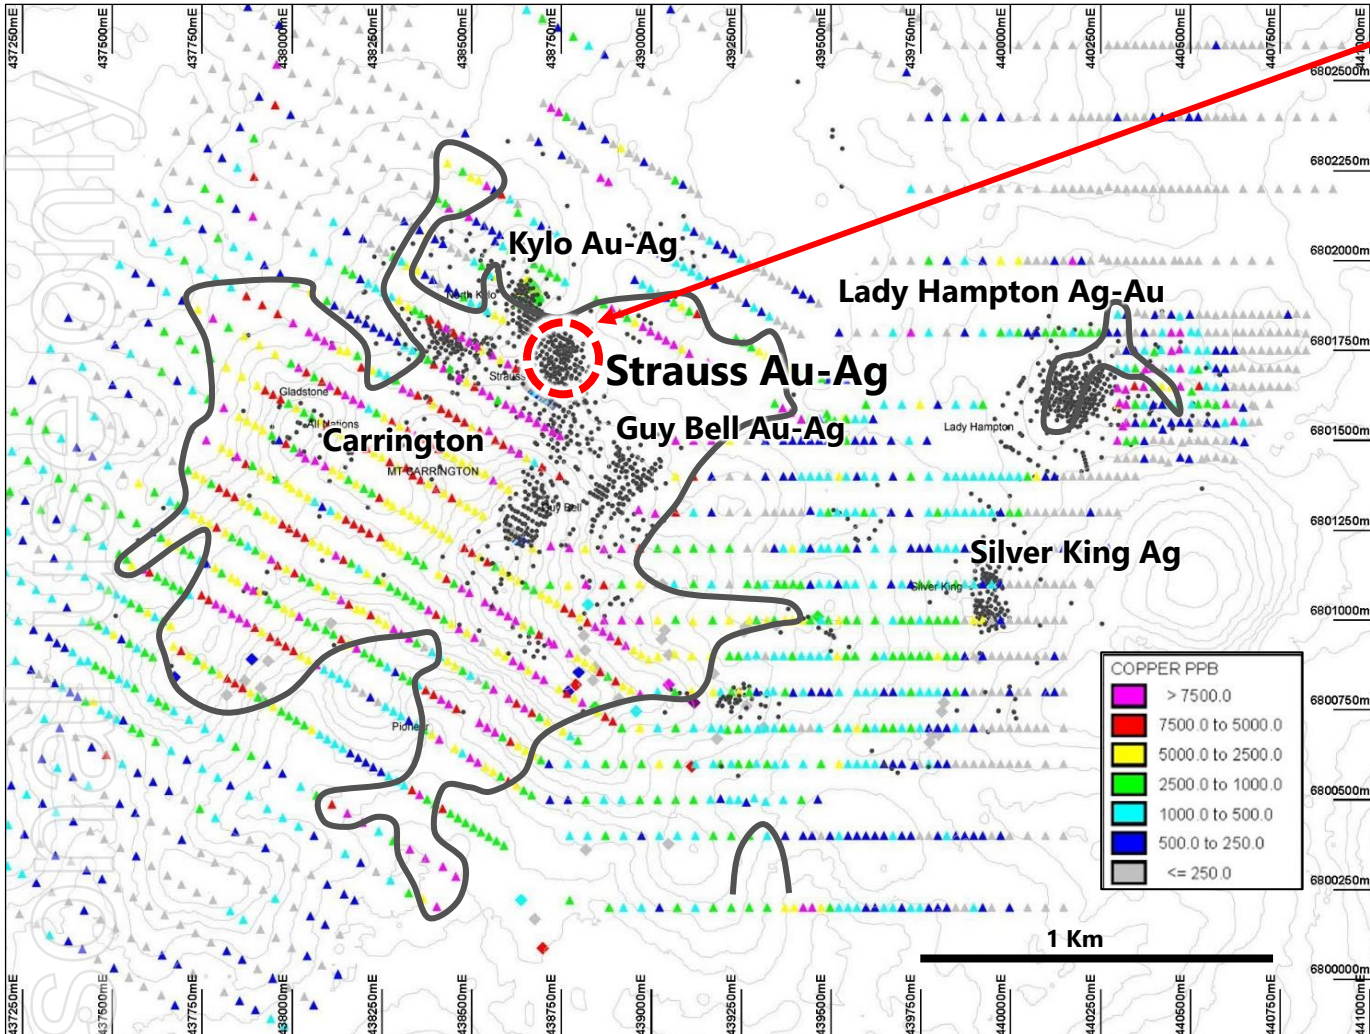 437250mE
437500mE
437750mE
438000mE
438250mE
438500mE
438750mE
439000mE
439250mE
439500mE
439750mE
440000mE
440250mE
440500mE
440750mE
6802500m
6802250m
6802000m
Kylo Au-Ag
North Kylo
Lady Hampton Ag-Au
6801750m
Strauss
Strauss Au-Ag
Gladstone
All Nations
Carrington
Guy Bell Au-Ag
Lady Hampton
6801500m
MT CARRINGTON
Guy Bell
6801250m
Silver King Ag
Silver King
6801000m
Pioneer
6800750m
COPPER PPB
> 7500.0
7500.0 to 5000.0
5000.0 to 2500.0
2500.0 to 1000.0
1000.0 to 500.0
500.0 to 250.0
<= 250.0
6800500m
6800250m
1 Km
6800000m
437250mE
437500mE
437750mE
438000mE
438250mE
438500mE
438750mE
439000mE
439250mE
439500mE
439750mE
440000mE
440250mE
440500mE
440750mE
sonal use only